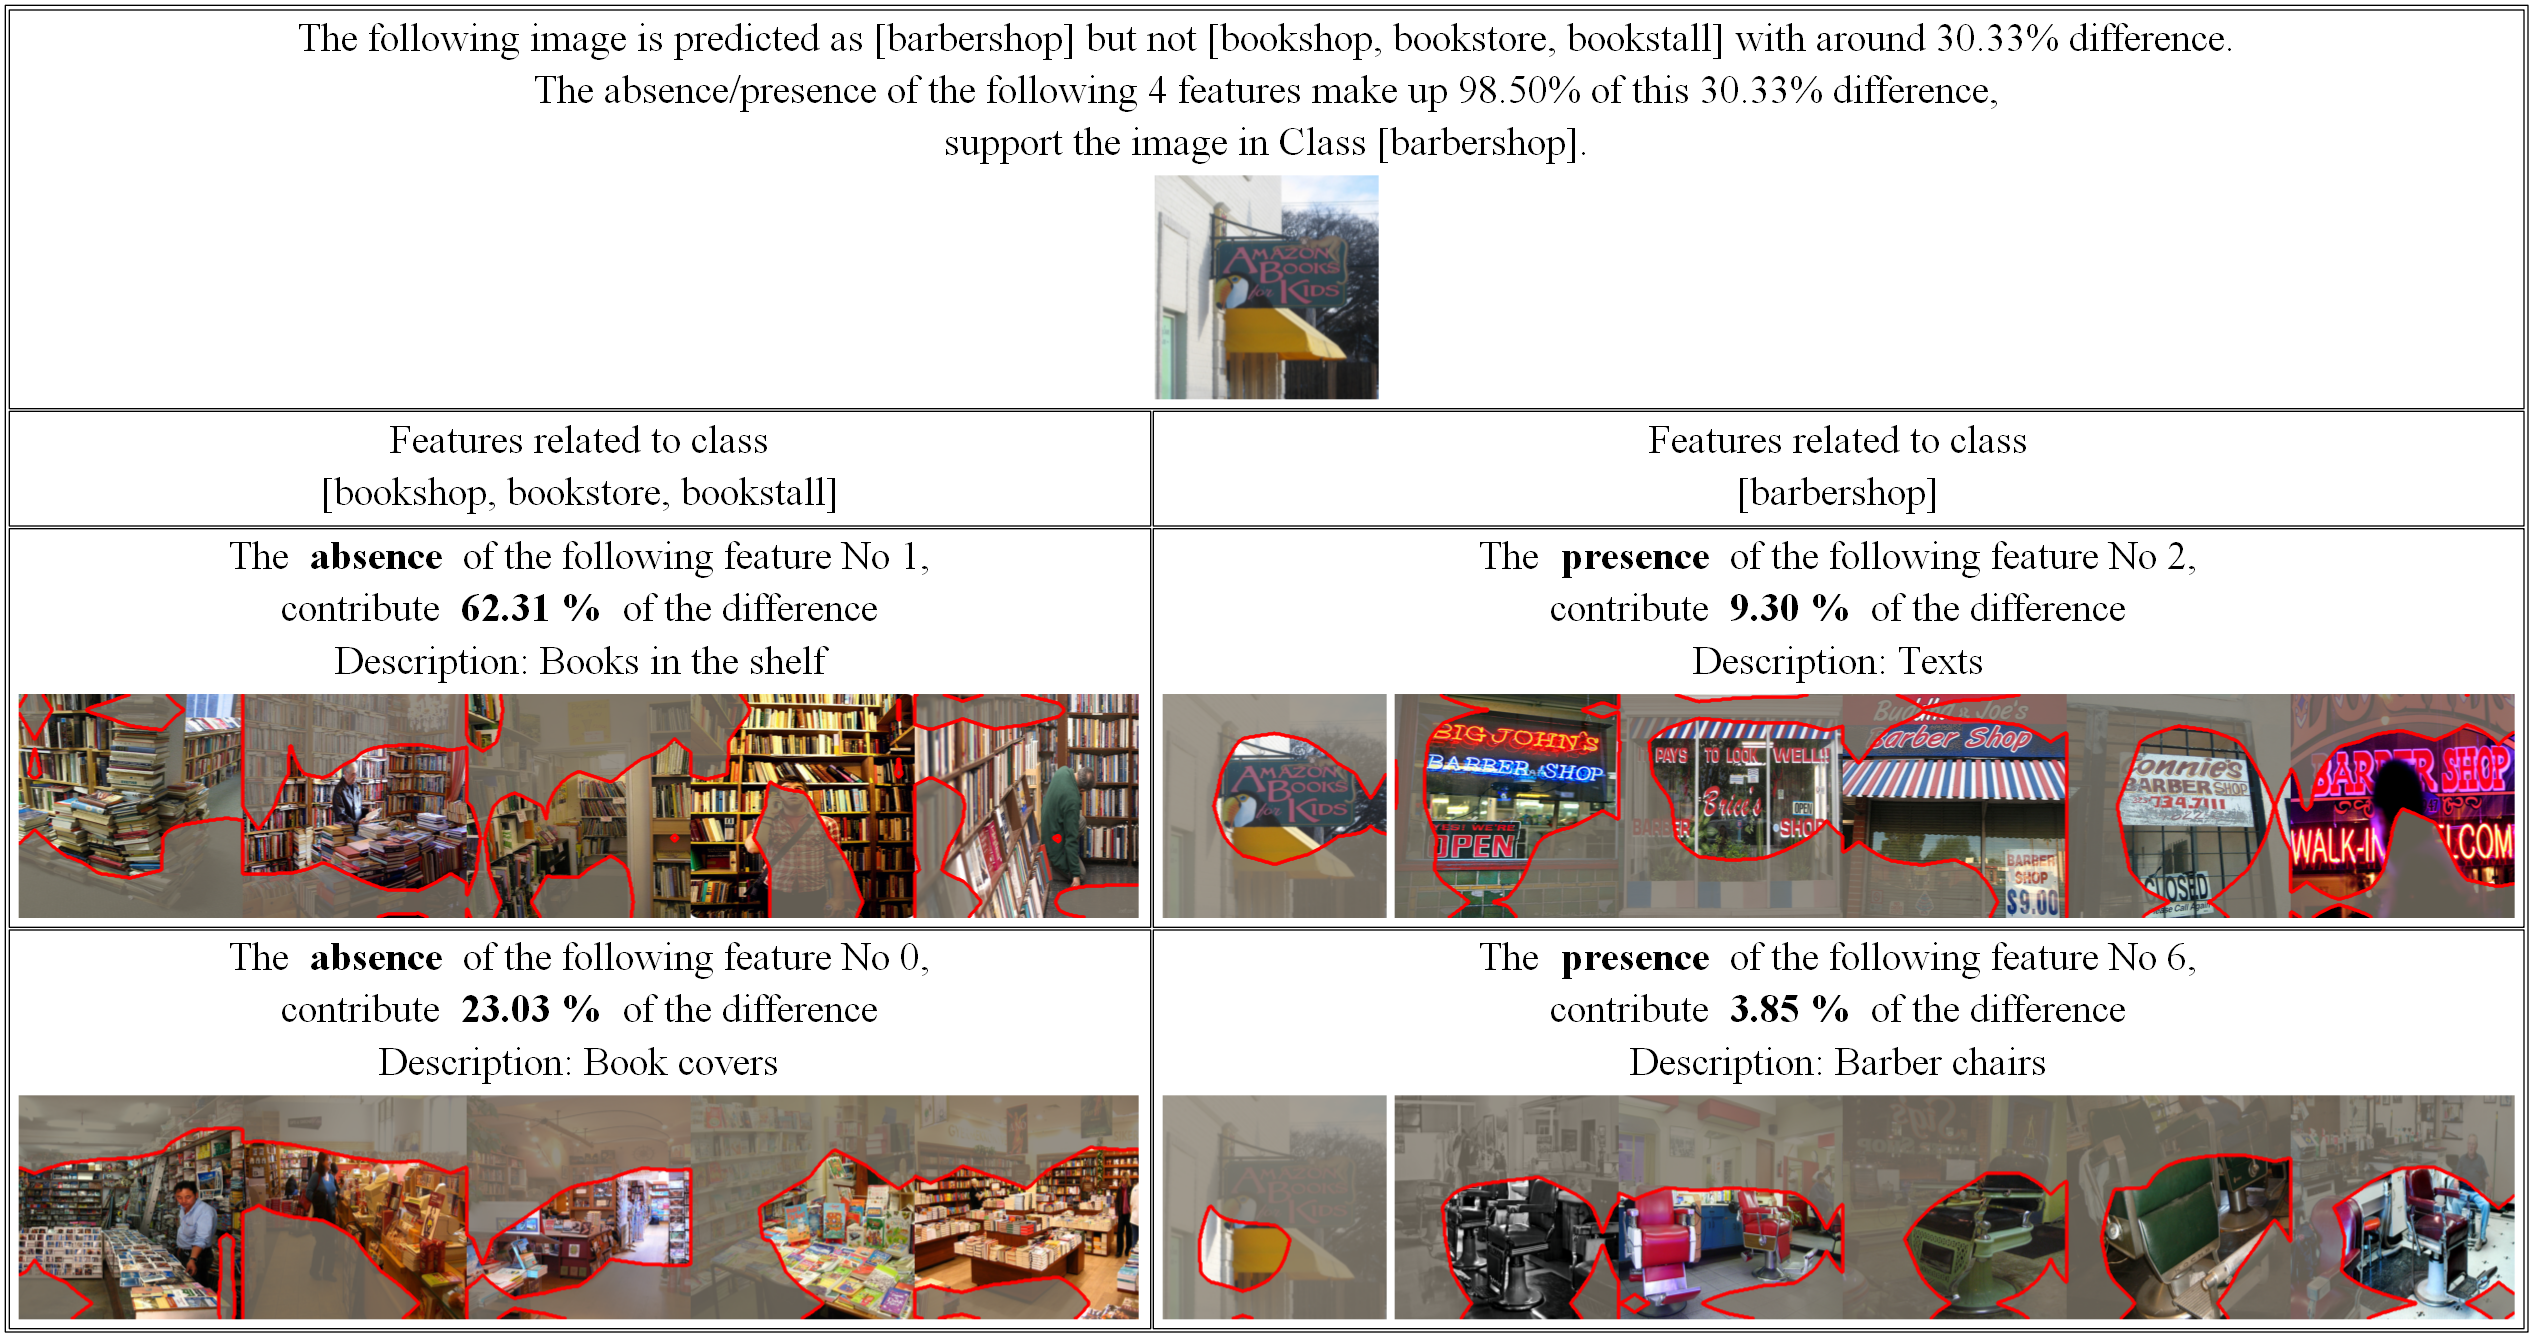 The following image is predicted as [barbershop] but not [bookshop, bookstore, bookstall] with around 30.33% difference.
The absence/presence of the following 4 features make up 98.50% of this 30.33% difference,
support the image in Class [barbershop].
AMAZON
BOOKS
for KIDS
Features related to class
[bookshop, bookstore, bookstall]
Features related to class
[barbershop]
The absence of the following feature No 1,
contribute 62.31 % of the difference
Description: Books in the shelf
The presence of the following feature No 2,
contribute 9.30 % of the difference
Description: Texts
AMAZON
BOOKS
for KIDS
BIG JOHN'S
BARBER SHOP
YES! WE'RE
OPEN
PAYS TO LOOK WELL!!
Brice's
OPEN
BARBER SHOP
Joe's
Barber Shop
BARBER
SHOP
$9.00
onnie's
BARBER SHOP
734.7111
CLOSED
Please Call Again
BARBER SHOP
WALK-IN ELCOM
The absence of the following feature No 0,
contribute 23.03 % of the difference
Description: Book covers
The presence of the following feature No 6,
contribute 3.85 % of the difference
Description: Barber chairs